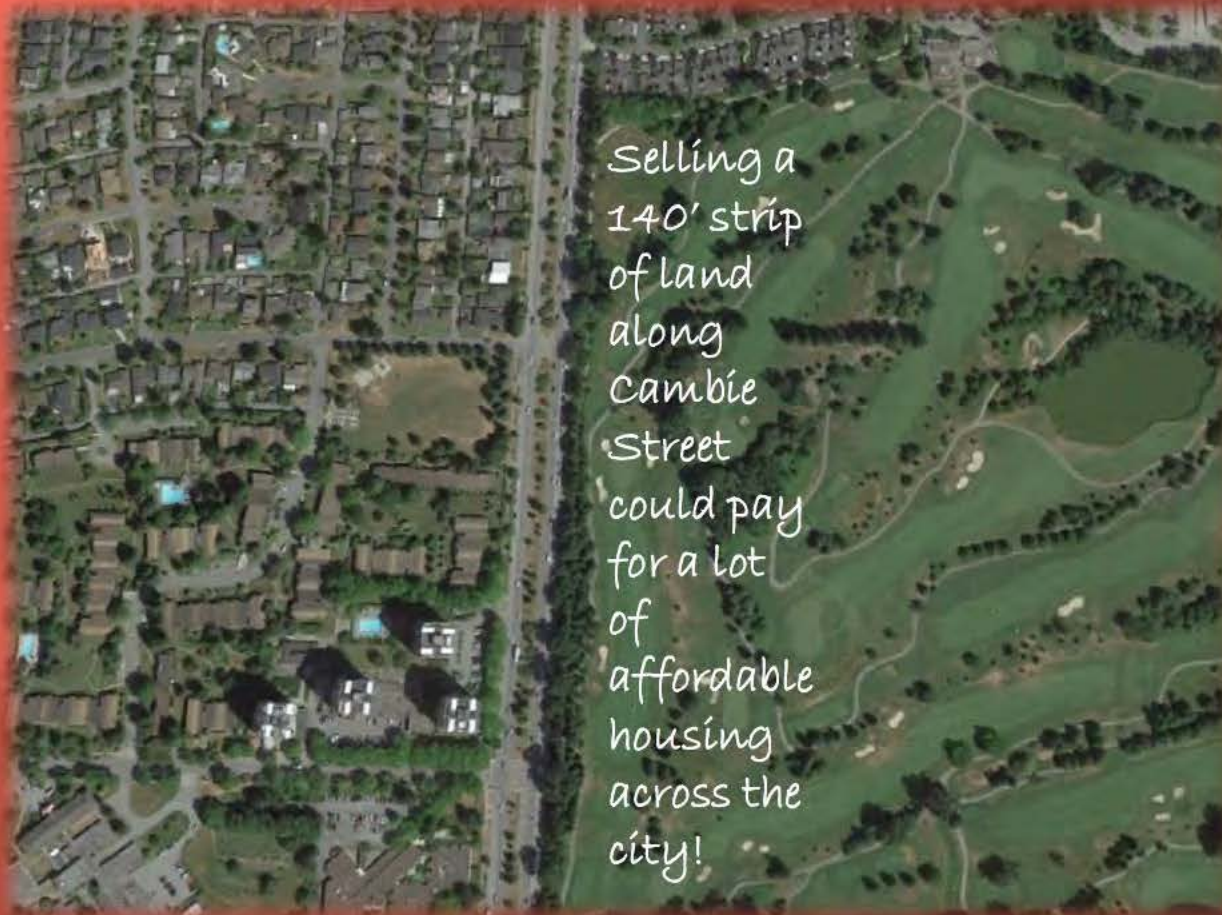 Selling a
140' strip
of land
along
Cambie
Street
could pay
for a lot
of
affordable
housing
across the
city!